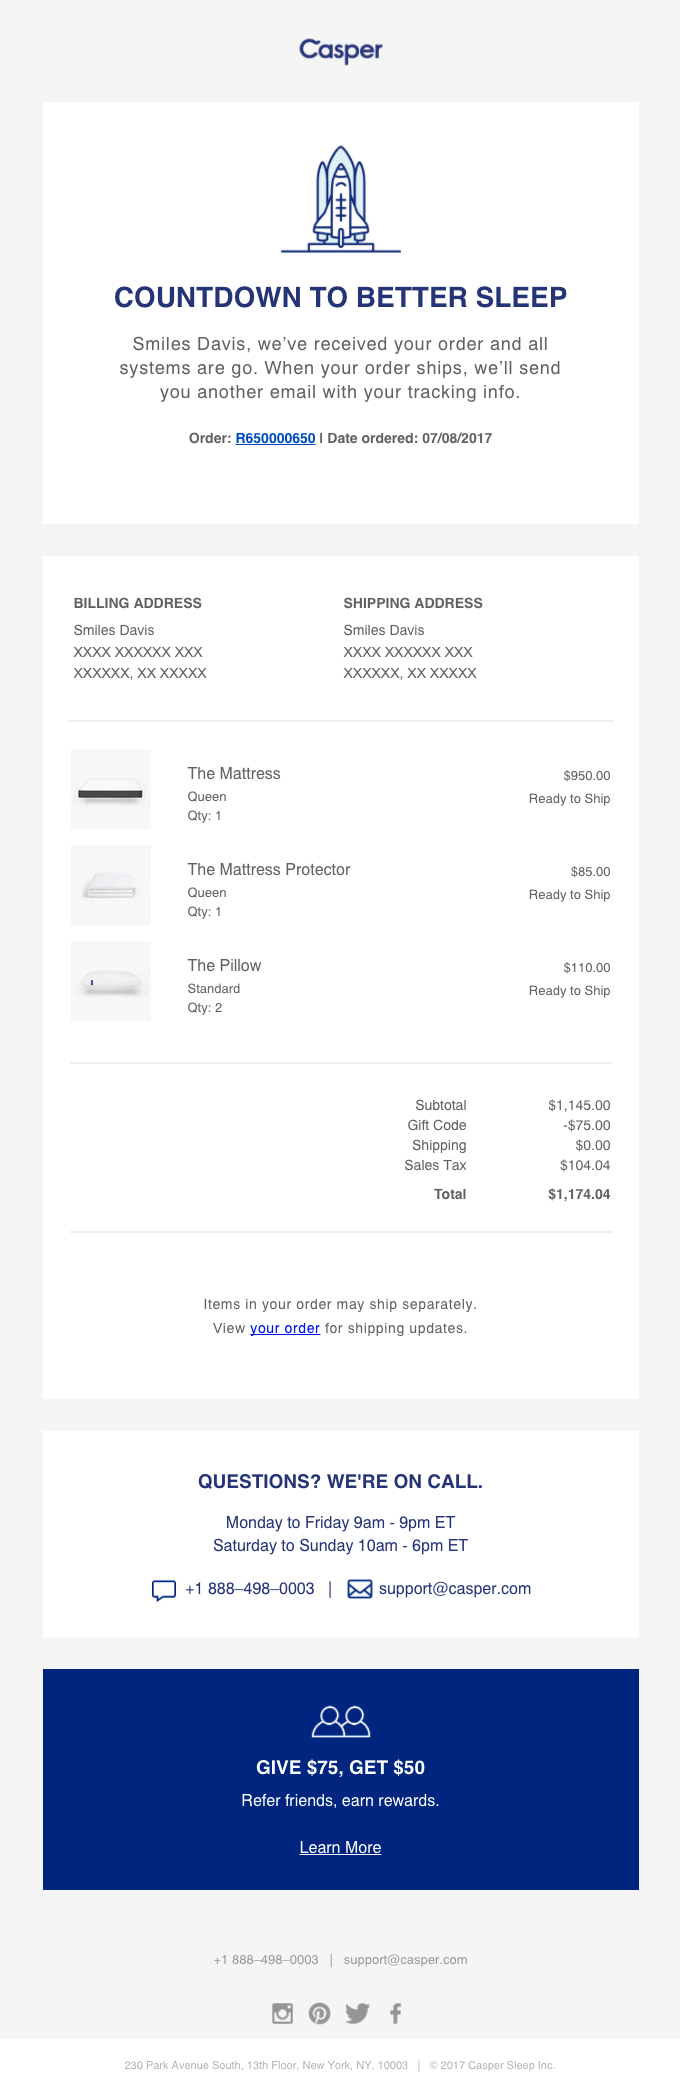 Casper
COUNTDOWN TO BETTER SLEEP
Smiles Davis, we’ve received your order and all
systems are go. When your order ships, we’ll send
you another email with your tracking info.
Order: R650000650 | Date ordered: 07/08/2017
BILLING ADDRESS
Smiles Davis
XXXX XXXXXX XXX
XXXXXX, XX XXXXX
SHIPPING ADDRESS
Smiles Davis
XXXX XXXXXX XXX
XXXXXX, XX XXXXX
The Mattress
$950.00
Queen
Ready to Ship
Qty: 1
The Mattress Protector
$85.00
Queen
Ready to Ship
Qty: 1
The Pillow
$110.00
Standard
Ready to Ship
Qty: 2
Subtotal $1,145.00
Gift Code -$75.00
Shipping $0.00
Sales Tax $104.04
Total $1,174.04
Items in your order may ship separately.
View your order for shipping updates.
QUESTIONS? WE'RE ON CALL.
Monday to Friday 9am - 9pm ET
Saturday to Sunday 10am - 6pm ET
+1 888–498–0003 | support@casper.com
GIVE $75, GET $50
Refer friends, earn rewards.
Learn More
+1 888–498–0003 | support@casper.com
230 Park Avenue South, 13th Floor, New York, NY, 10003 | © 2017 Casper Sleep Inc.